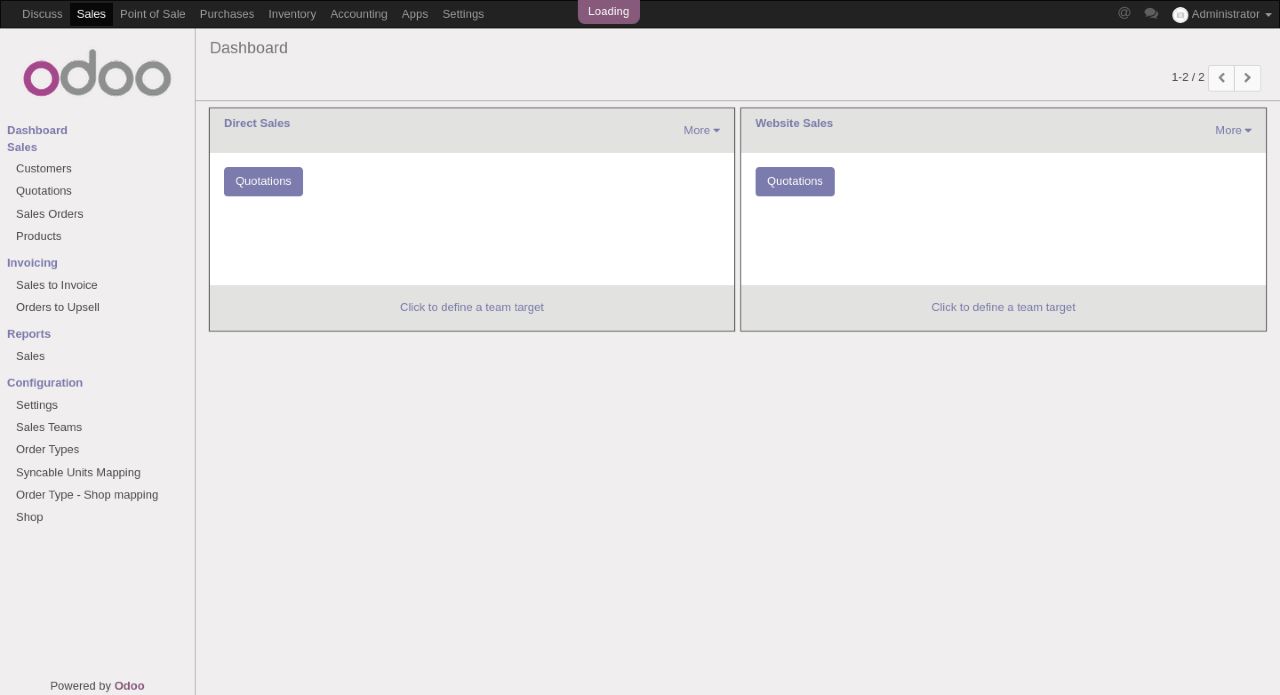 Discuss Sales Point of Sale Purchases Inventory Accounting Apps Settings Loading @ Administrator
odoo
Dashboard
Sales
Customers
Quotations
Sales Orders
Products
Invoicing
Sales to Invoice
Orders to Upsell
Reports
Sales
Configuration
Settings
Sales Teams
Order Types
Syncable Units Mapping
Order Type - Shop mapping
Shop
Powered by Odoo
Dashboard
1-2 / 2
Direct Sales
More
Quotations
Click to define a team target
Website Sales
More
Quotations
Click to define a team target